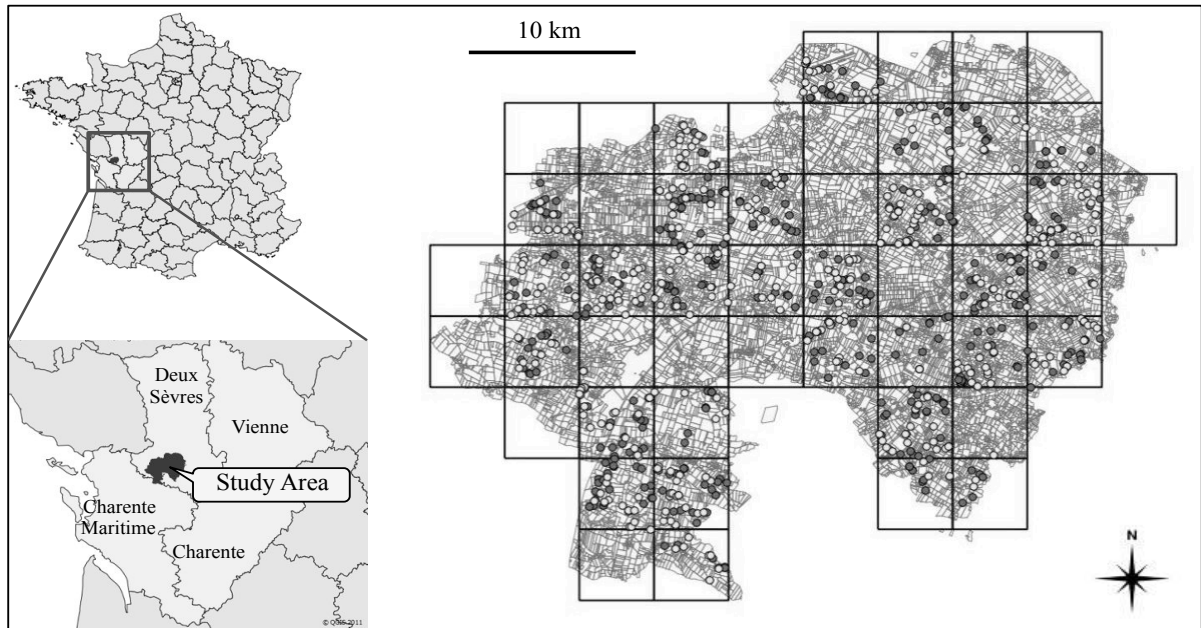 10 km
Deux
Sèvres
Vienne
Study Area
Charente
Maritime
Charente
N
© QGIS 2011